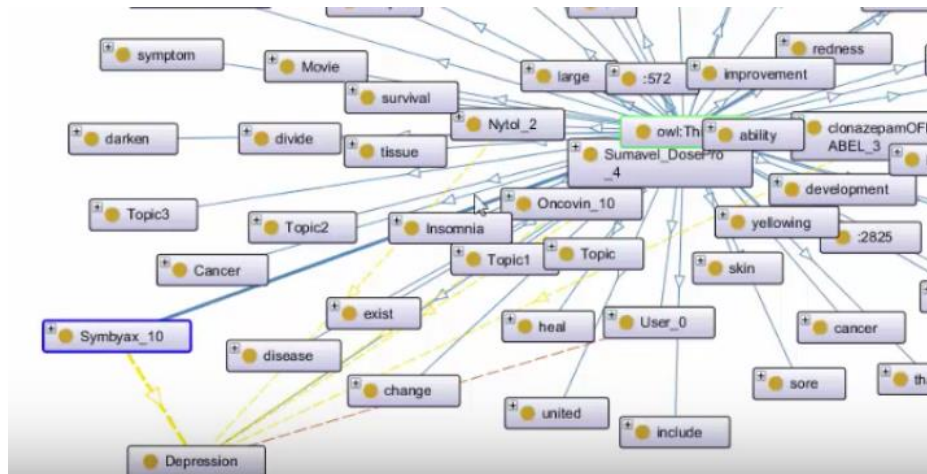 symptom
Movie
redness
large
:572
improvement
survival
Nytol_2
darken
divide
tissue
owl:Th
ability
clonazepamOFF
ABEL_3
Sumavel_DosePro
_4
Topic3
Topic2
Insomnia
Oncovin_10
development
yellowing
:2825
Cancer
Topic1
Topic
skin
Symbyax_10
exist
disease
heal
User_0
cancer
change
sore
tha
united
include
Depression